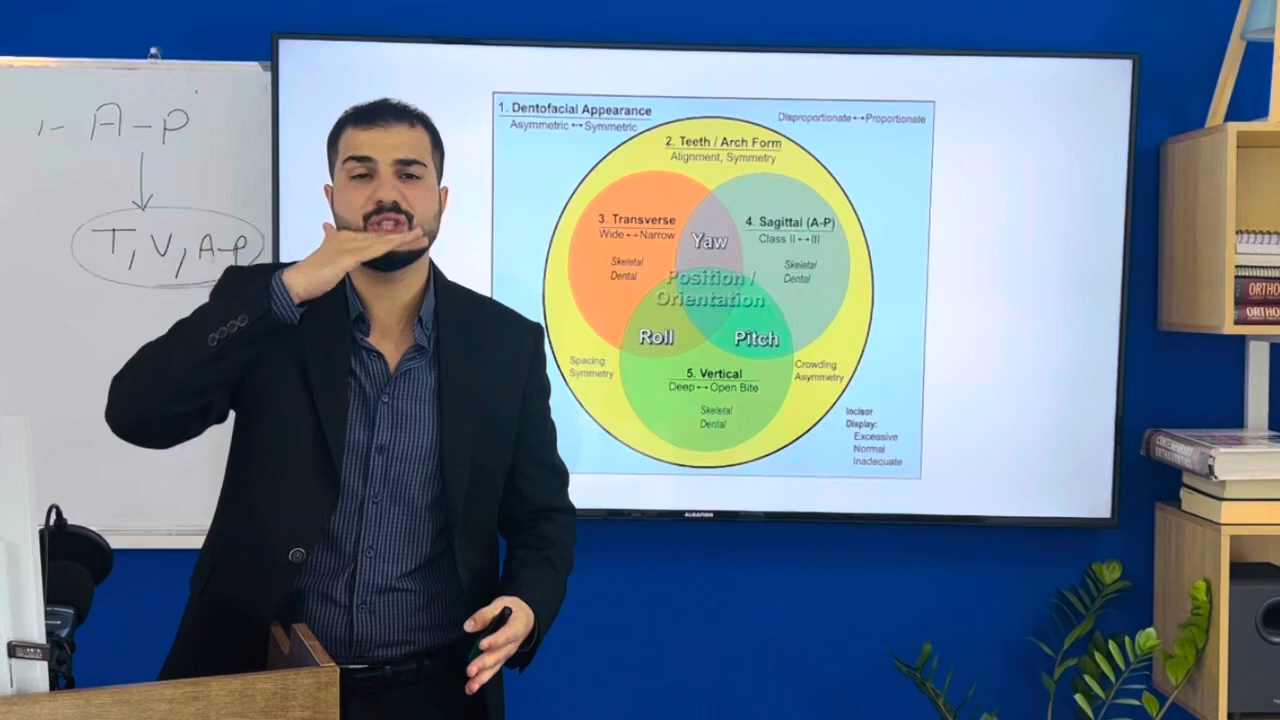 1- A-P
T, V, A-P
1. Dentofacial Appearance
Asymmetric ↔ Symmetric
Disproportionate ↔ Proportionate
2. Teeth / Arch Form
Alignment, Symmetry
3. Transverse
Wide ↔ Narrow
Skeletal
Dental
Yaw
4. Sagittal (A-P)
Class II ↔ III
Skeletal
Dental
Position /
Orientation
Roll
Pitch
Spacing
Symmetry
Crowding
Asymmetry
5. Vertical
Deep ↔ Open Bite
Skeletal
Dental
Incisor
Display:
Excessive
Normal
Inadequate
ORTHO
ORTHO
CONTEMPORARY